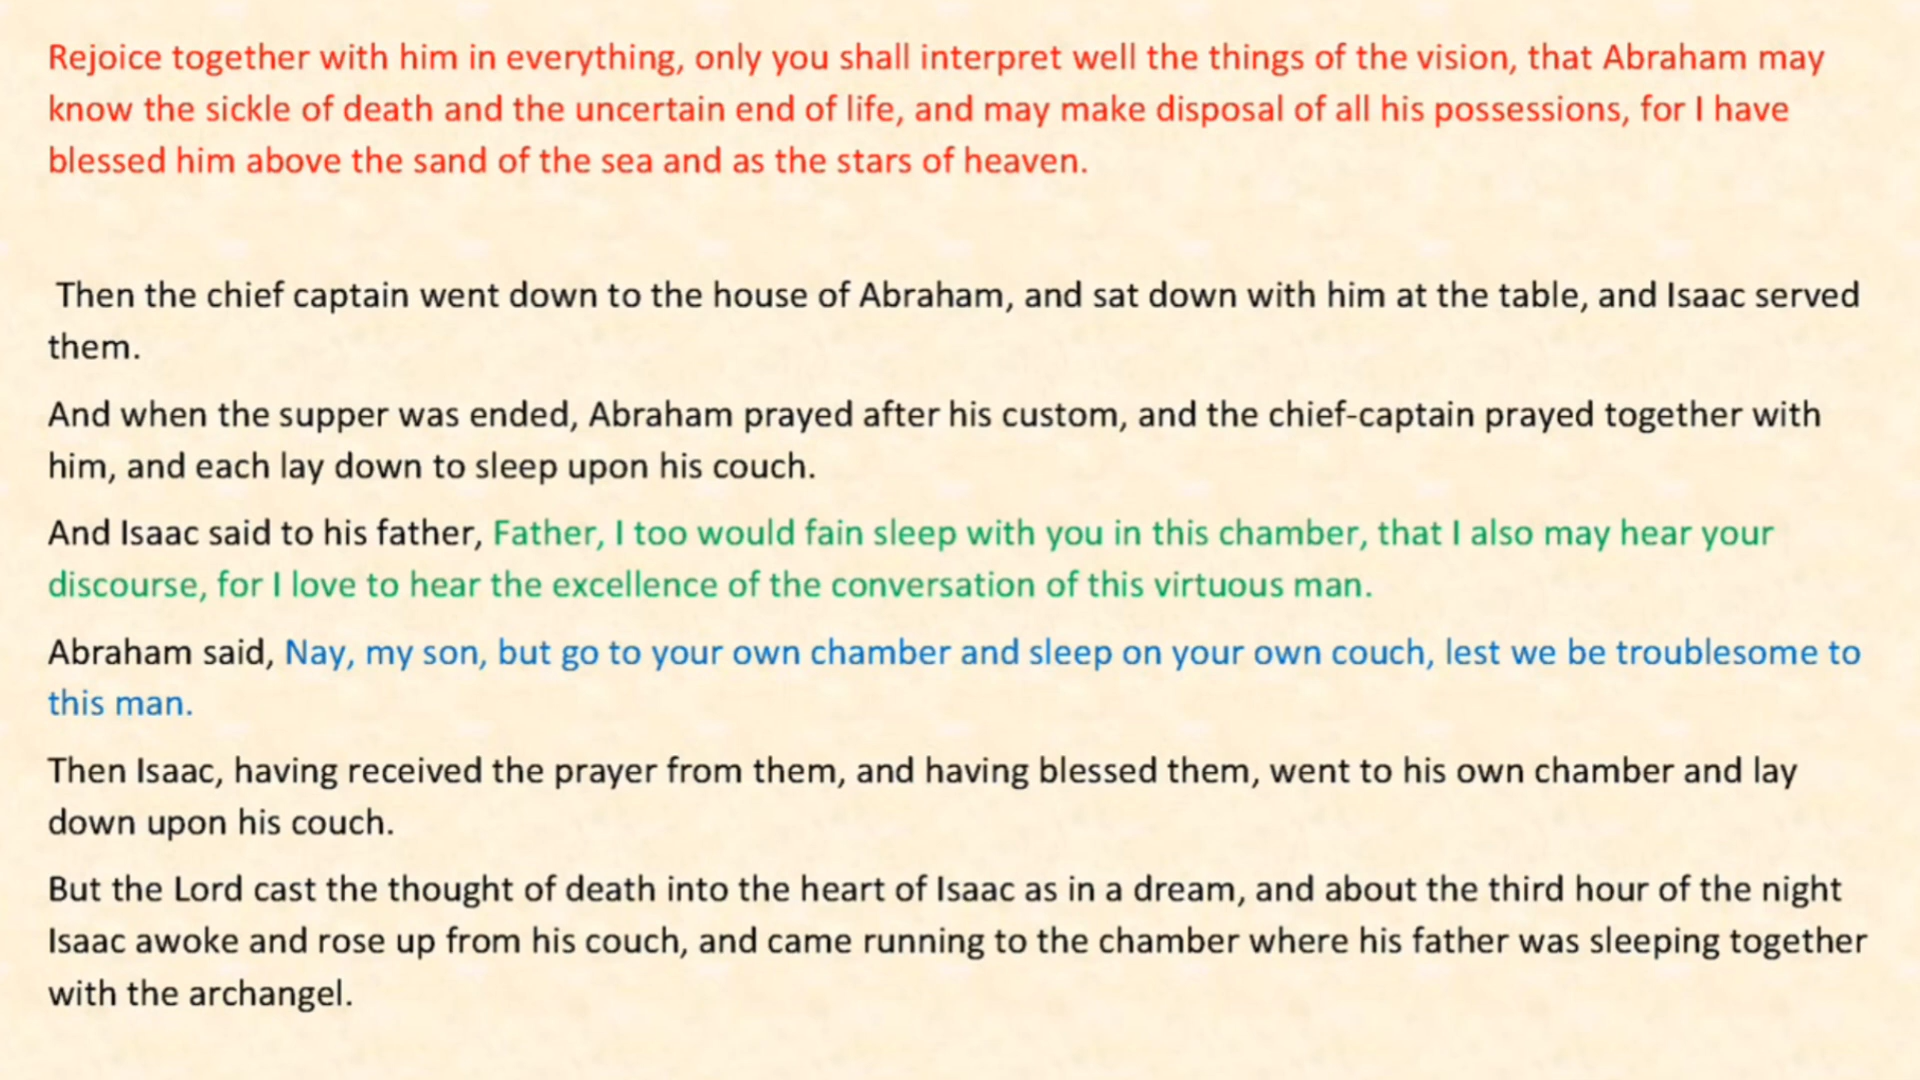 Rejoice together with him in everything, only you shall interpret well the things of the vision, that Abraham may
know the sickle of death and the uncertain end of life, and may make disposal of all his possessions, for I have
blessed him above the sand of the sea and as the stars of heaven.
Then the chief captain went down to the house of Abraham, and sat down with him at the table, and Isaac served
them.
And when the supper was ended, Abraham prayed after his custom, and the chief-captain prayed together with
him, and each lay down to sleep upon his couch.
And Isaac said to his father, Father, I too would fain sleep with you in this chamber, that I also may hear your
discourse, for I love to hear the excellence of the conversation of this virtuous man.
Abraham said, Nay, my son, but go to your own chamber and sleep on your own couch, lest we be troublesome to
this man.
Then Isaac, having received the prayer from them, and having blessed them, went to his own chamber and lay
down upon his couch.
But the Lord cast the thought of death into the heart of Isaac as in a dream, and about the third hour of the night
Isaac awoke and rose up from his couch, and came running to the chamber where his father was sleeping together
with the archangel.